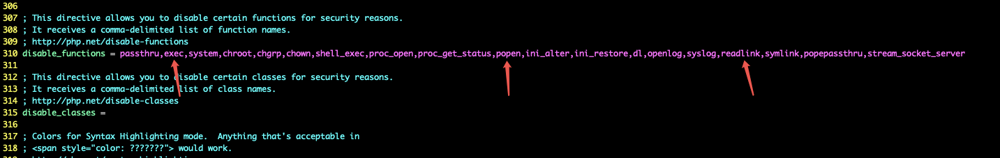 306
307 ; This directive allows you to disable certain functions for security reasons.
308 ; It receives a comma-delimited list of function names.
309 ; http://php.net/disable-functions
310 disable_functions = passthru,exec,system,chroot,chgrp,chown,shell_exec,proc_open,proc_get_status,popen,ini_alter,ini_restore,dl,openlog,syslog,readlink,symlink,popepassthru,stream_socket_server
311
312 ; This directive allows you to disable certain classes for security reasons.
313 ; It receives a comma-delimited list of class names.
314 ; http://php.net/disable-classes
315 disable_classes =
316
317 ; Colors for Syntax Highlighting mode.  Anything that's acceptable in
318 ; <span style="color: ???????"> would work.